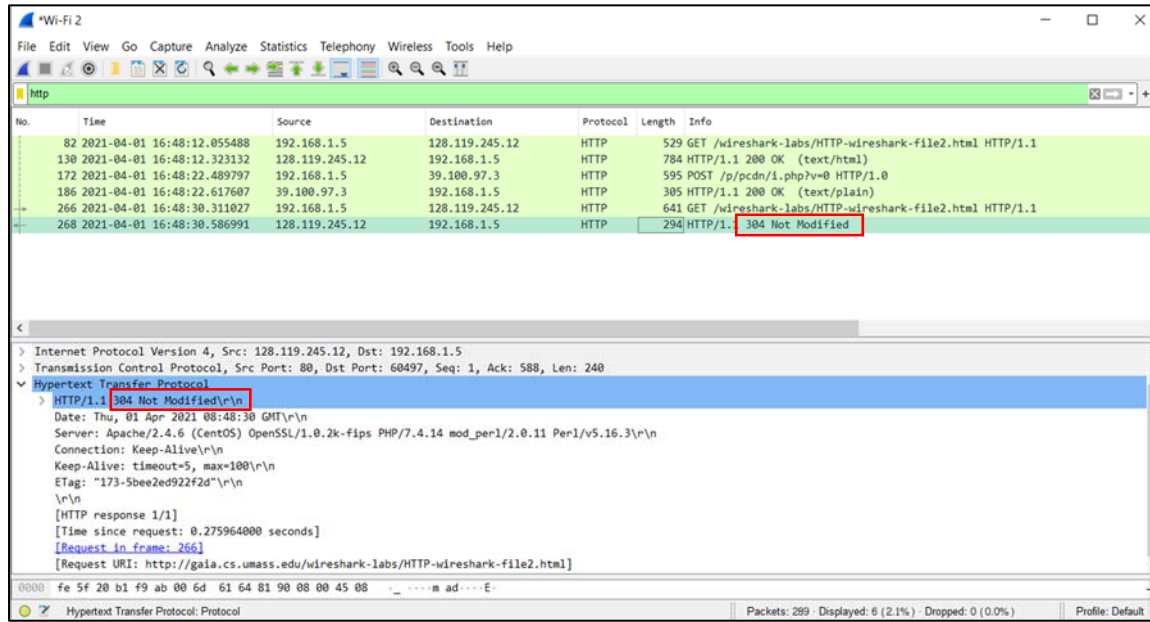 *Wi-Fi 2
File Edit View Go Capture Analyze Statistics Telephony Wireless Tools Help
http
No. Time Source Destination Protocol Length Info
82 2021-04-01 16:48:12.055488 192.168.1.5 128.119.245.12 HTTP 529 GET /wireshark-labs/HTTP-wireshark-file2.html HTTP/1.1
130 2021-04-01 16:48:12.323132 128.119.245.12 192.168.1.5 HTTP 784 HTTP/1.1 200 OK (text/html)
172 2021-04-01 16:48:22.489797 192.168.1.5 39.100.97.3 HTTP 595 POST /p/pcdn/i.php?v=0 HTTP/1.0
186 2021-04-01 16:48:22.617607 39.100.97.3 192.168.1.5 HTTP 305 HTTP/1.1 200 OK (text/plain)
266 2021-04-01 16:48:30.311027 192.168.1.5 128.119.245.12 HTTP 641 GET /wireshark-labs/HTTP-wireshark-file2.html HTTP/1.1
268 2021-04-01 16:48:30.586991 128.119.245.12 192.168.1.5 HTTP 294 HTTP/1.1 304 Not Modified
Internet Protocol Version 4, Src: 128.119.245.12, Dst: 192.168.1.5
Transmission Control Protocol, Src Port: 80, Dst Port: 60497, Seq: 1, Ack: 588, Len: 240
Hypertext Transfer Protocol
HTTP/1.1 304 Not Modified\r\n
Date: Thu, 01 Apr 2021 08:48:30 GMT\r\n
Server: Apache/2.4.6 (CentOS) OpenSSL/1.0.2k-fips PHP/7.4.14 mod_perl/2.0.11 Perl/v5.16.3\r\n
Connection: Keep-Alive\r\n
Keep-Alive: timeout=5, max=100\r\n
ETag: "173-5bee2ed922f2d"\r\n
\r\n
[HTTP response 1/1]
[Time since request: 0.275964000 seconds]
[Request in frame: 266]
[Request URI: http://gaia.cs.umass.edu/wireshark-labs/HTTP-wireshark-file2.html]
0000 fe 5f 20 b1 f9 ab 00 6d 61 64 81 90 08 00 45 08 ·_ ····m ad····E·
Hypertext Transfer Protocol: Protocol Packets: 289 · Displayed: 6 (2.1%) · Dropped: 0 (0.0%) Profile: Default